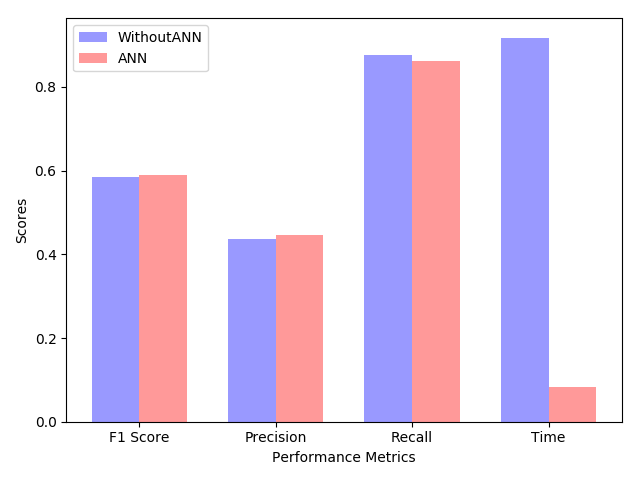 WithoutANN
ANN
Scores
0.8
0.6
0.4
0.2
0.0
F1 Score
Precision
Recall
Time
Performance Metrics